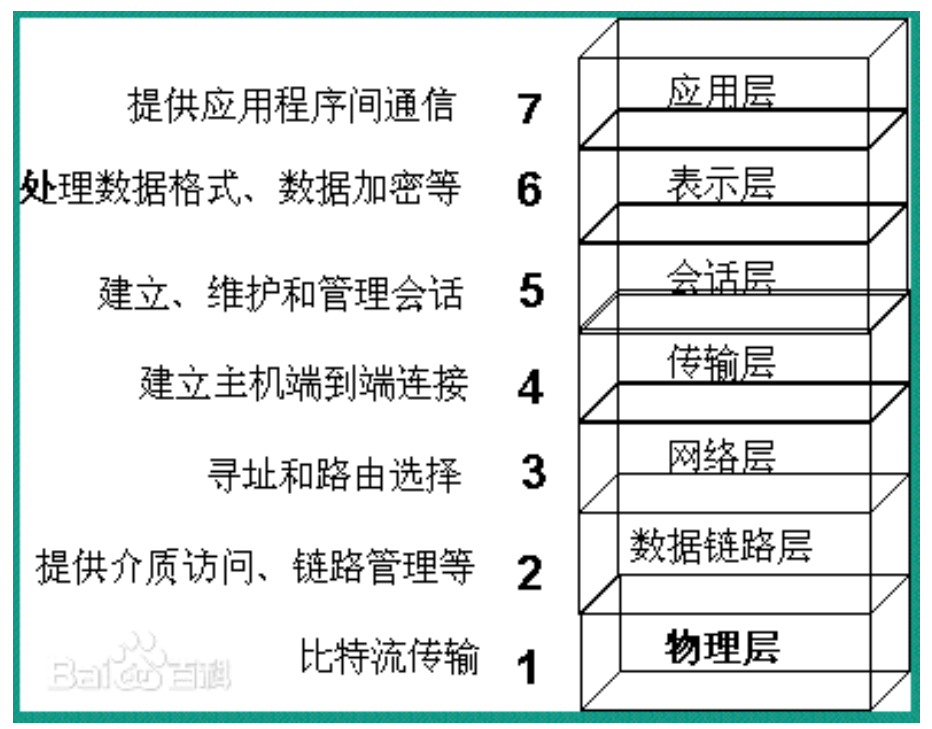 提供应用程序间通信 7 应用层
处理数据格式、数据加密等 6 表示层
建立、维护和管理会话 5 会话层
建立主机端到端连接 4 传输层
寻址和路由选择 3 网络层
提供介质访问、链路管理等 2 数据链路层
比特流传输 1 物理层
Bai du 百科